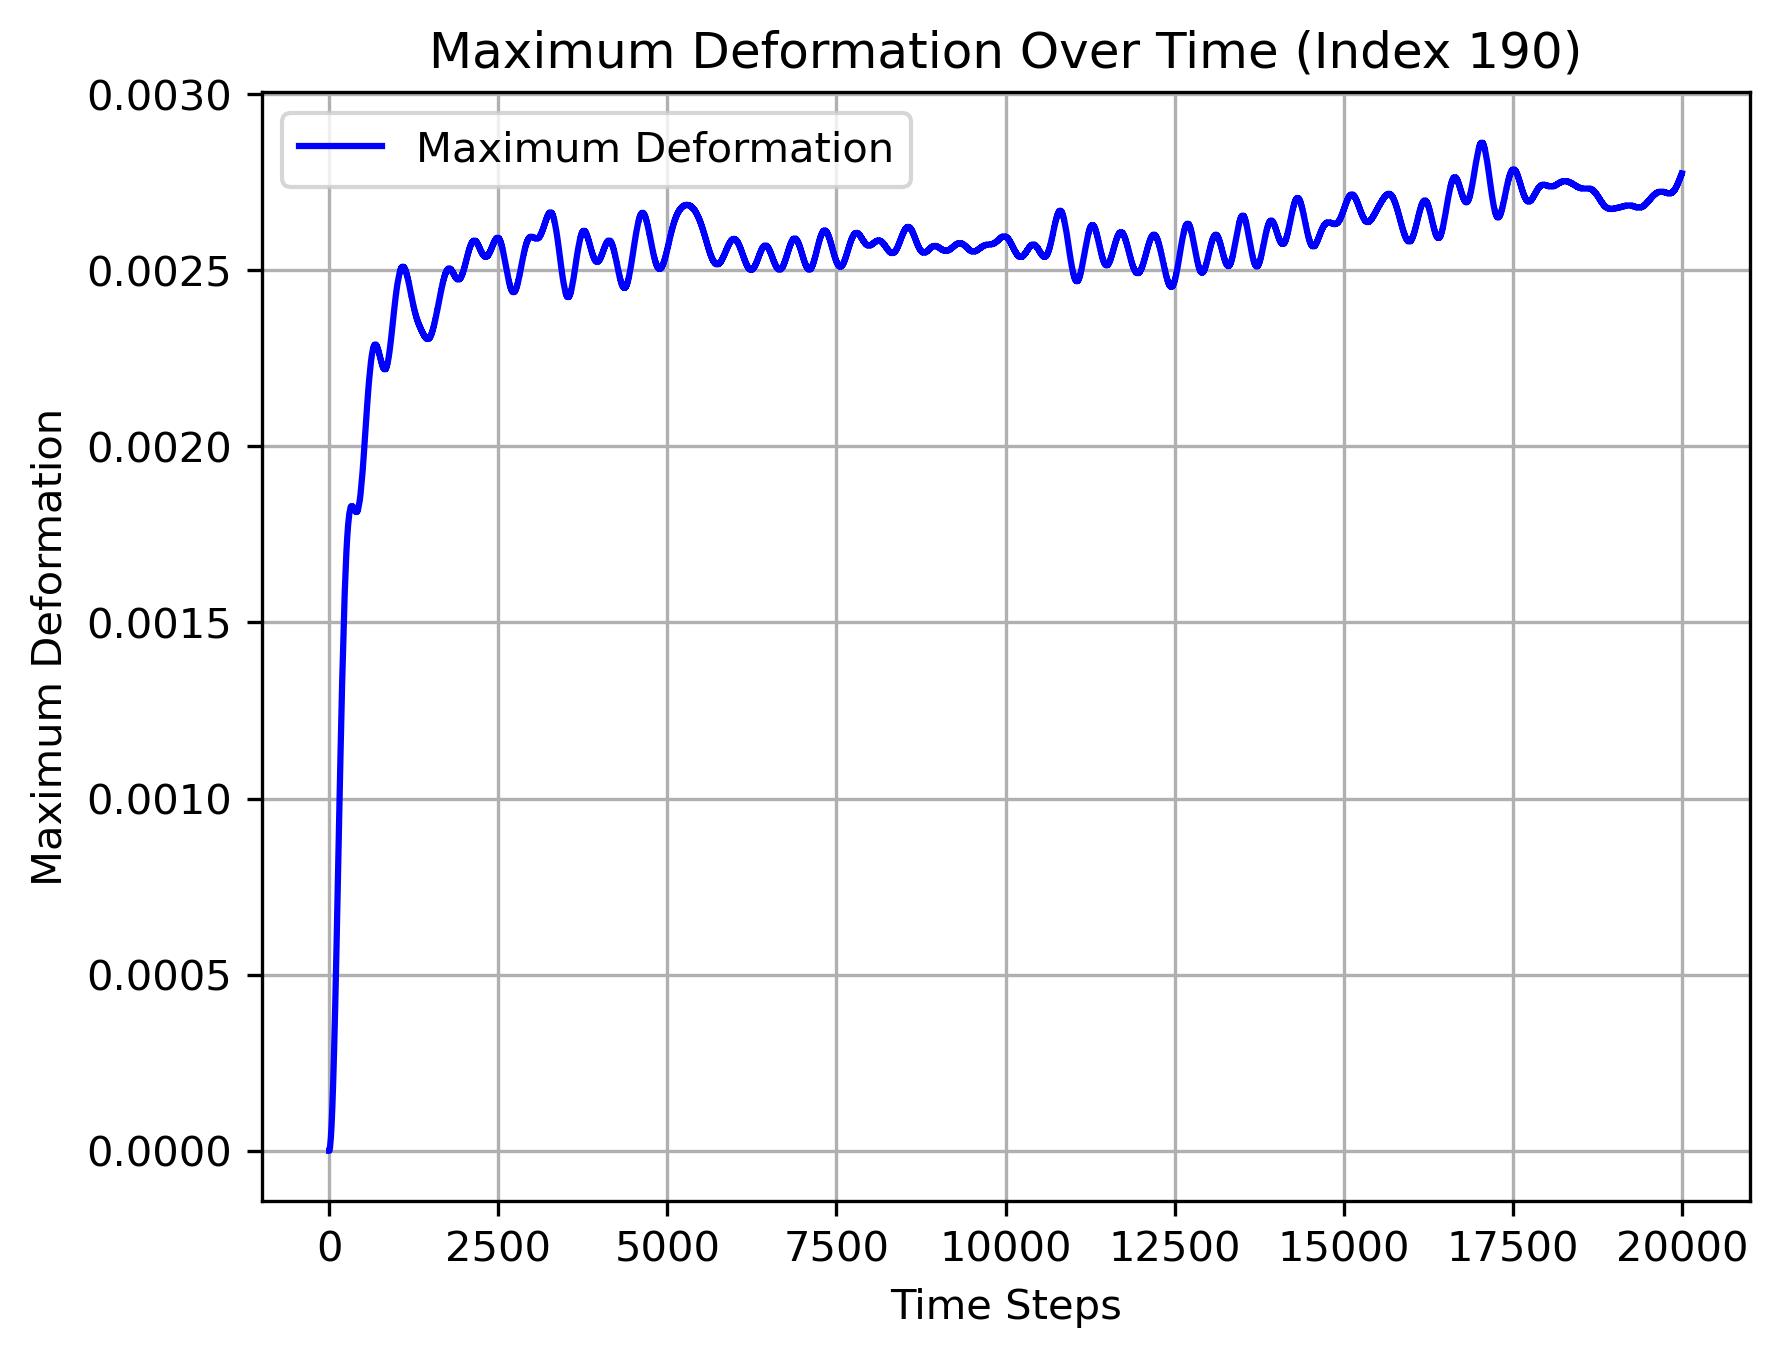 Maximum Deformation Over Time (Index 190)
Maximum Deformation
Maximum Deformation
0.0030
0.0025
0.0020
0.0015
0.0010
0.0005
0.0000
0 2500 5000 7500 10000 12500 15000 17500 20000
Time Steps